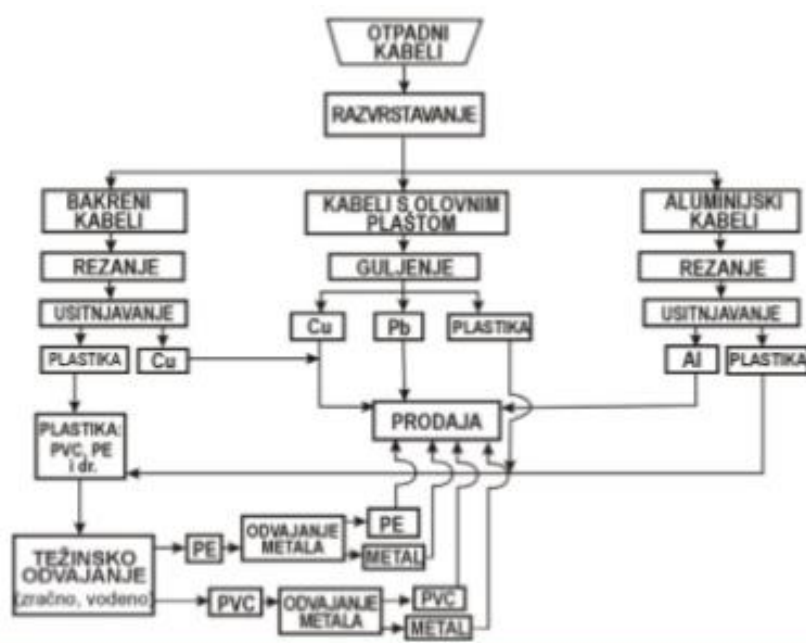 OTPADNI
KABELI
RAZVRSTAVANJE
BAKRENI
KABELI
KABELI S OLOVNIM
PLAŠTOM
ALUMINIJSKI
KABELI
REZANJE
GULJENJE
REZANJE
USITNJAVANJE
Cu
Pb
PLASTIKA
USITNJAVANJE
PLASTIKA
Cu
Al
PLASTIKA
PRODAJA
PLASTIKA:
PVC, PE
i dr.
TEŽINSKO
ODVAJANJE
(zračno, vodeno)
PE
ODVAJANJE
METALA
PE
METAL
PVC
ODVAJANJE
METALA
PVC
METAL